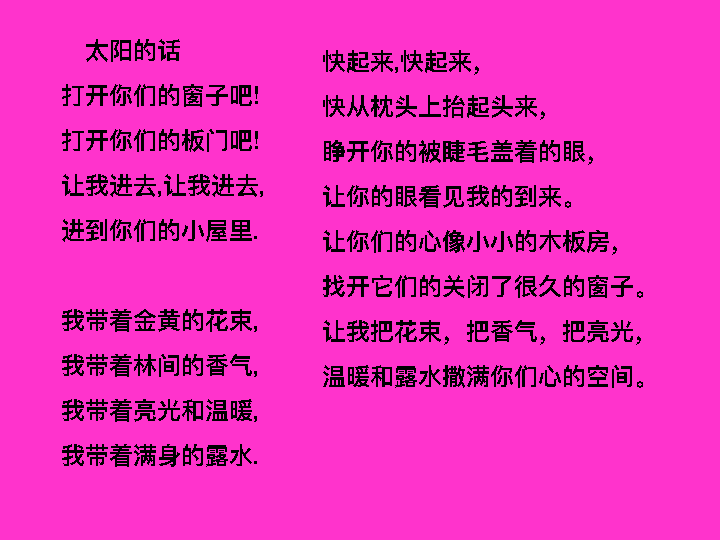 太阳的话
打开你们的窗子吧!
打开你们的板门吧!
让我进去,让我进去,
进到你们的小屋里.
我带着金黄的花束,
我带着林间的香气,
我带着亮光和温暖,
我带着满身的露水.
快起来,快起来，
快从枕头上抬起头来，
睁开你的被睫毛盖着的眼，
让你的眼看见我的到来。
让你们的心像小小的木板房，
找开它们的关闭了很久的窗子。
让我把花束，把香气，把亮光，
温暖和露水撒满你们心的空间。